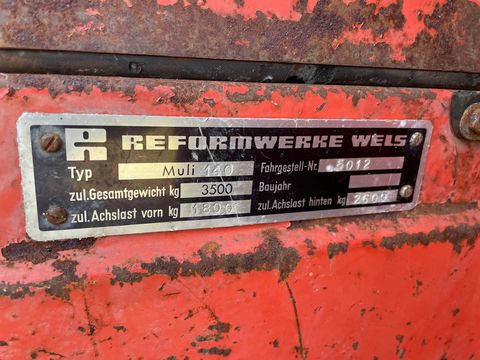 REFORMWERKE WELS
Typ Muli 140 Fahrgestell-Nr. 5012
zul.Gesamtgewicht kg 3500 Baujahr
zul.Achslast vorn kg 1800 zul.Achslast hinten kg 2600